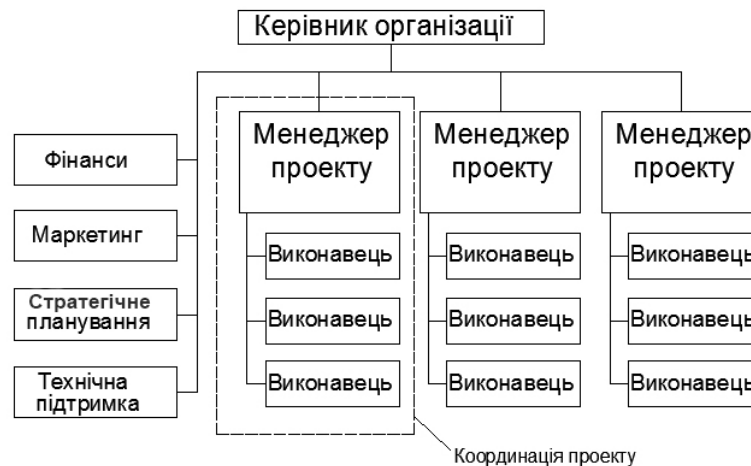 Керівник організації
Фінанси
Маркетинг
Стратегічне
планування
Технічна
підтримка
Менеджер
проекту
Виконавець
Виконавець
Виконавець
Менеджер
проекту
Виконавець
Виконавець
Виконавець
Менеджер
проекту
Виконавець
Виконавець
Виконавець
Координація проекту